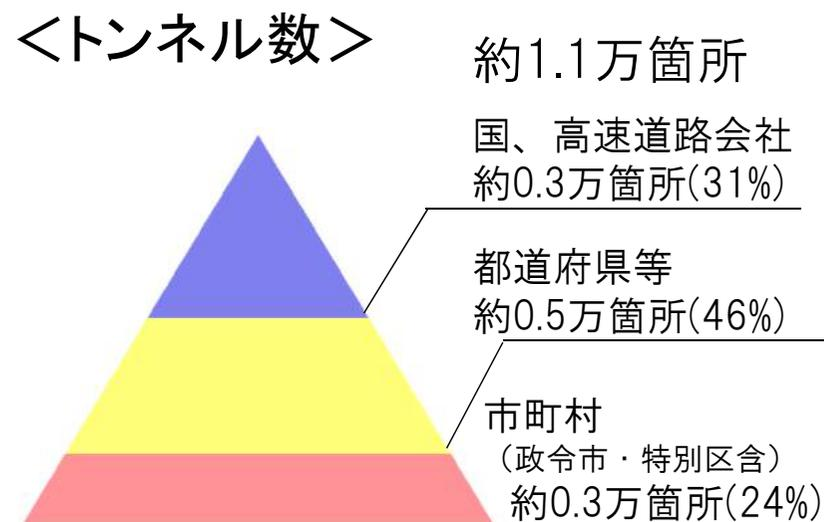 ＜トンネル数＞
約1.1万箇所
国、高速道路会社
約0.3万箇所(31%)
都道府県等
約0.5万箇所(46%)
市町村
（政令市・特別区含）
約0.3万箇所(24%)